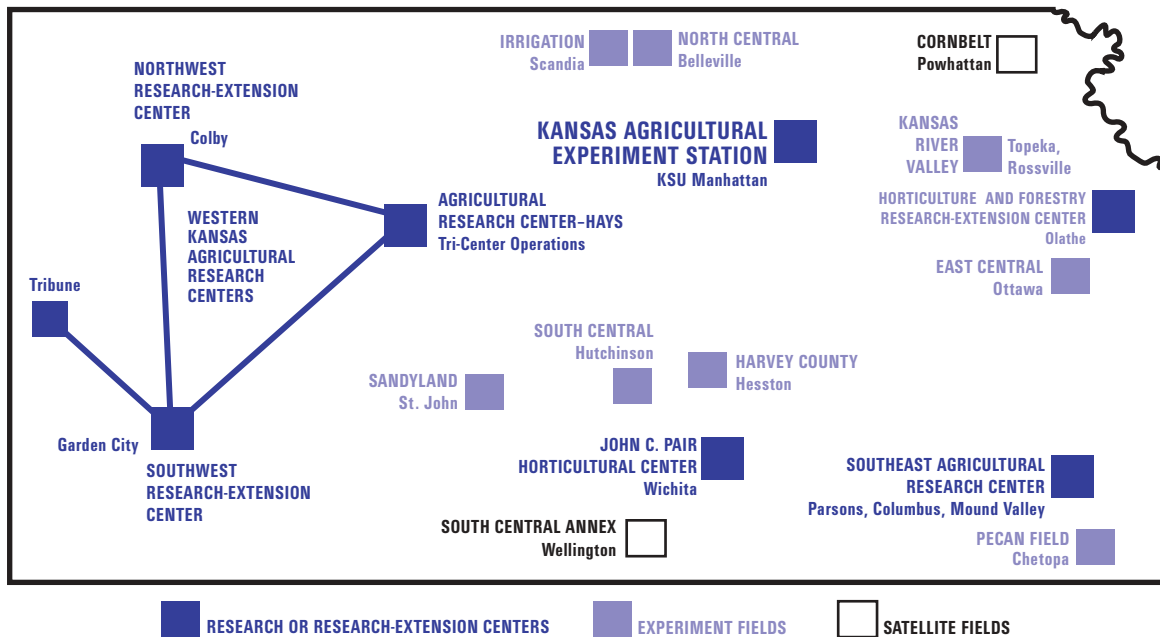 IRRIGATION
Scandia
NORTH CENTRAL
Belleville
CORNBELT
Powhattan
NORTHWEST
RESEARCH-EXTENSION
CENTER
Colby
KANSAS AGRICULTURAL
EXPERIMENT STATION
KSU Manhattan
KANSAS
RIVER
VALLEY
Topeka,
Rossville
AGRICULTURAL
RESEARCH CENTER–HAYS
Tri-Center Operations
HORTICULTURE AND FORESTRY
RESEARCH-EXTENSION CENTER
Olathe
WESTERN
KANSAS
AGRICULTURAL
RESEARCH
CENTERS
EAST CENTRAL
Ottawa
Tribune
SOUTH CENTRAL
Hutchinson
HARVEY COUNTY
Hesston
SANDYLAND
St. John
Garden City
SOUTHWEST
RESEARCH-EXTENSION
CENTER
JOHN C. PAIR
HORTICULTURAL CENTER
Wichita
SOUTHEAST AGRICULTURAL
RESEARCH CENTER
Parsons, Columbus, Mound Valley
SOUTH CENTRAL ANNEX
Wellington
PECAN FIELD
Chetopa
RESEARCH OR RESEARCH-EXTENSION CENTERS
EXPERIMENT FIELDS
SATELLITE FIELDS